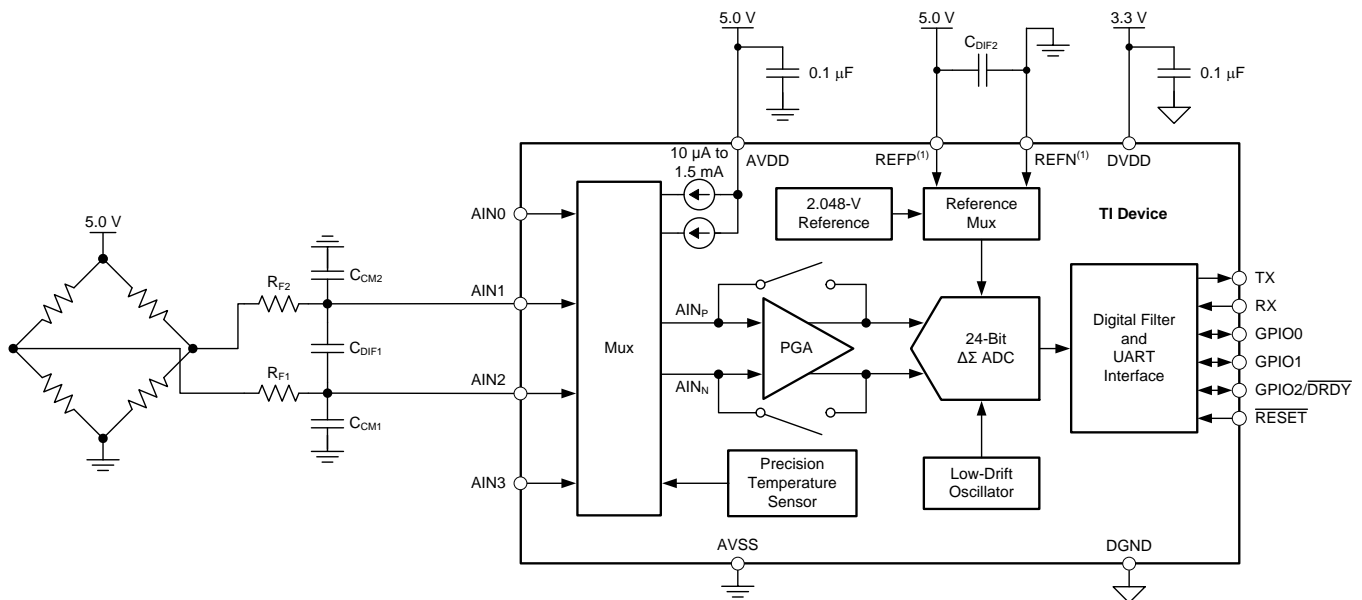 5.0 V
5.0 V
3.3 V
C_DIF2
0.1 µF
0.1 µF
10 µA to
1.5 mA
AVDD
REFP(1)
REFN(1)
DVDD
AIN0
2.048-V
Reference
Reference
Mux
TI Device
5.0 V
R_F2
C_CM2
AIN1
C_DIF1
R_F1
AIN2
C_CM1
AIN3
Mux
AIN_P
AIN_N
PGA
24-Bit
ΔΣ ADC
Digital Filter
and
UART
Interface
TX
RX
GPIO0
GPIO1
GPIO2/DRDY
RESET
Precision
Temperature
Sensor
Low-Drift
Oscillator
AVSS
DGND